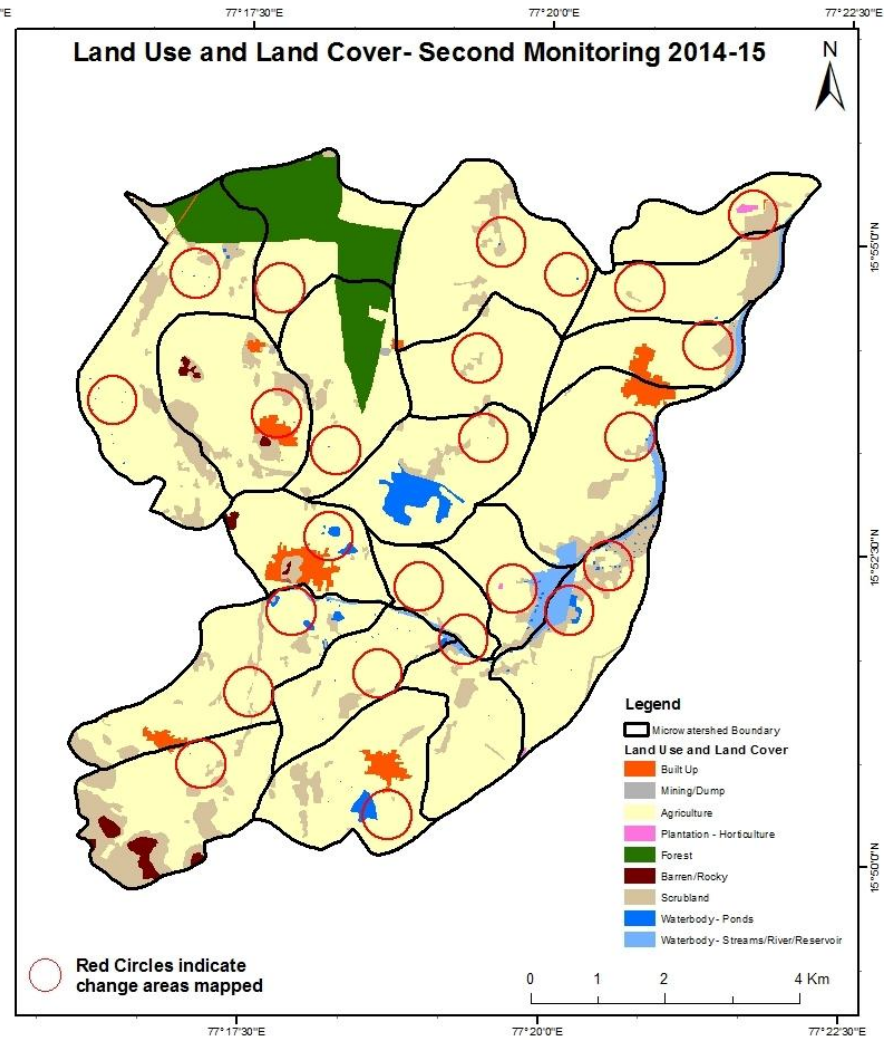 "E
77°17'30"E
77°20'0"E
77°22'30"E
Land Use and Land Cover- Second Monitoring 2014-15
N
15°55'0"N
15°52'30"N
15°50'0"N
Legend
Microwatershed Boundary
Land Use and Land Cover
Built Up
Mining/Dump
Agriculture
Plantation - Horticulture
Forest
Barren/Rocky
Scrubland
Waterbody - Ponds
Waterbody - Streams/River/Reservoir
Red Circles indicate
change areas mapped
0 1 2 4 Km
77°17'30"E
77°20'0"E
77°22'30"E